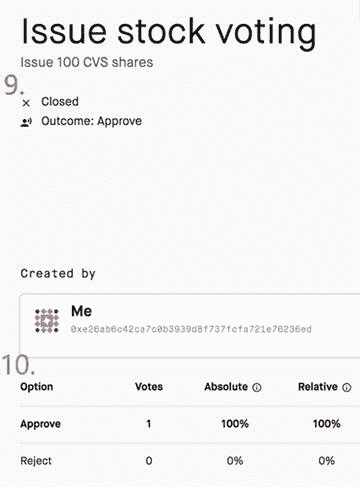 Issue stock voting
Issue 100 CVS shares
9.
Closed
Outcome: Approve
Created by
Me
0xe26ab6c42ca7c0b3939d8f737fcfa721e76236ed
10.
Option Votes Absolute Relative
Approve 1 100% 100%
Reject 0 0% 0%